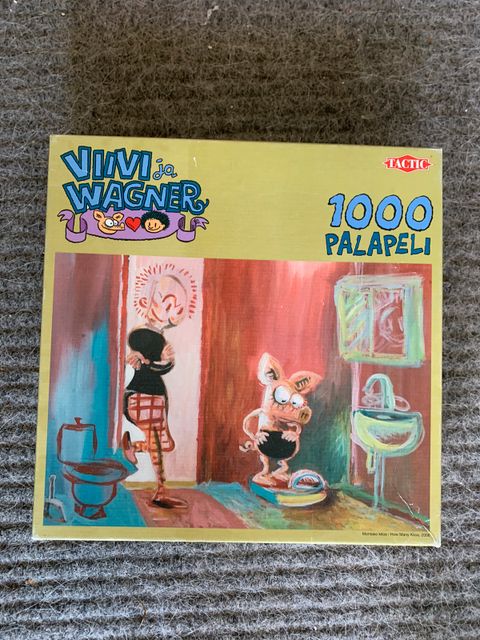 VIIVI ja
WAGNER
TACTIC
1000
PALAPELI